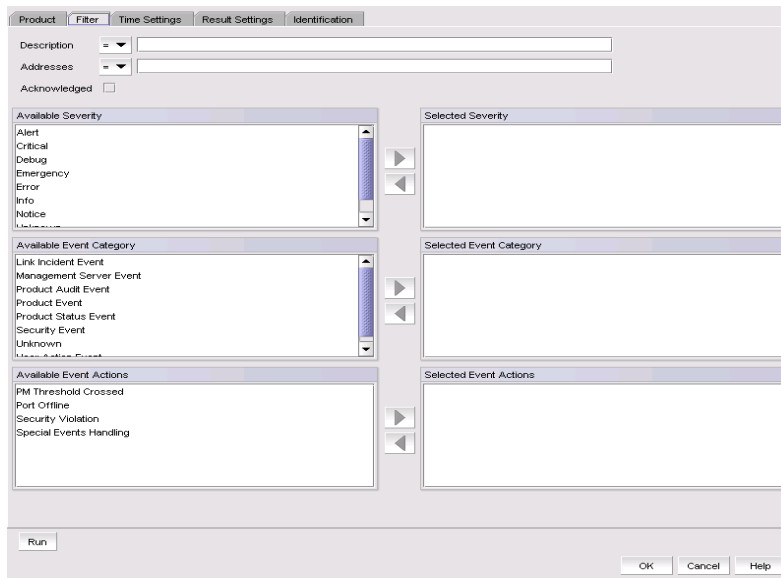 Product Filter Time Settings Result Settings Identification
Description =
Addresses =
Acknowledged
Available Severity
Selected Severity
Alert
Critical
Debug
Emergency
Error
Info
Notice
Available Event Category
Selected Event Category
Link Incident Event
Management Server Event
Product Audit Event
Product Event
Product Status Event
Security Event
Unknown
Available Event Actions
Selected Event Actions
PM Threshold Crossed
Port Offline
Security Violation
Special Events Handling
Run
OK Cancel Help